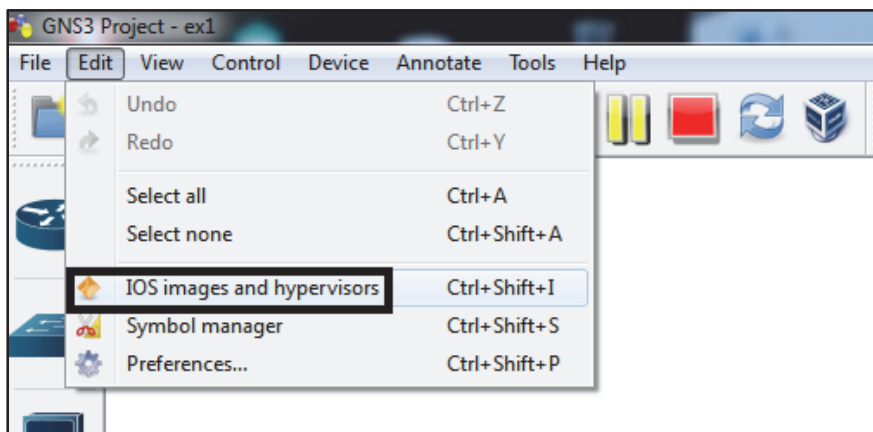 GNS3 Project - ex1
File Edit View Control Device Annotate Tools Help
Undo Ctrl+Z
Redo Ctrl+Y
Select all Ctrl+A
Select none Ctrl+Shift+A
IOS images and hypervisors Ctrl+Shift+I
Symbol manager Ctrl+Shift+S
Preferences... Ctrl+Shift+P